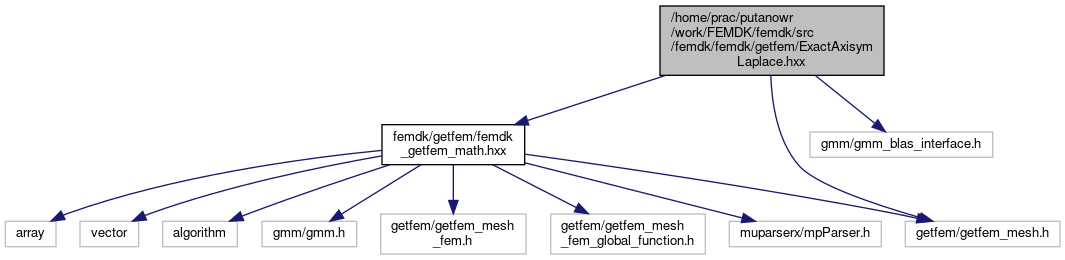 /home/prac/putanowr
/work/FEMDK/femdk/src
/femdk/femdk/getfem/ExactAxisym
Laplace.hxx
femdk/getfem/femdk
_getfem_math.hxx
gmm/gmm_blas_interface.h
array
vector
algorithm
gmm/gmm.h
getfem/getfem_mesh
_fem.h
getfem/getfem_mesh
_fem_global_function.h
muparserx/mpParser.h
getfem/getfem_mesh.h